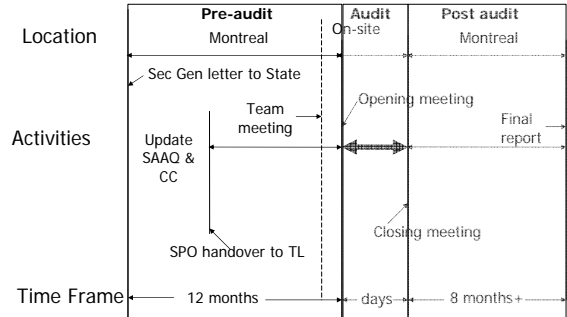 Pre-audit
Audit
Post audit
Location
Montreal
On-site
Montreal
Sec Gen letter to State
Team
meeting
Opening meeting
Final
report
Activities
Update
SAAQ &
CC
Closing meeting
SPO handover to TL
Time Frame
12 months
days
8 months+